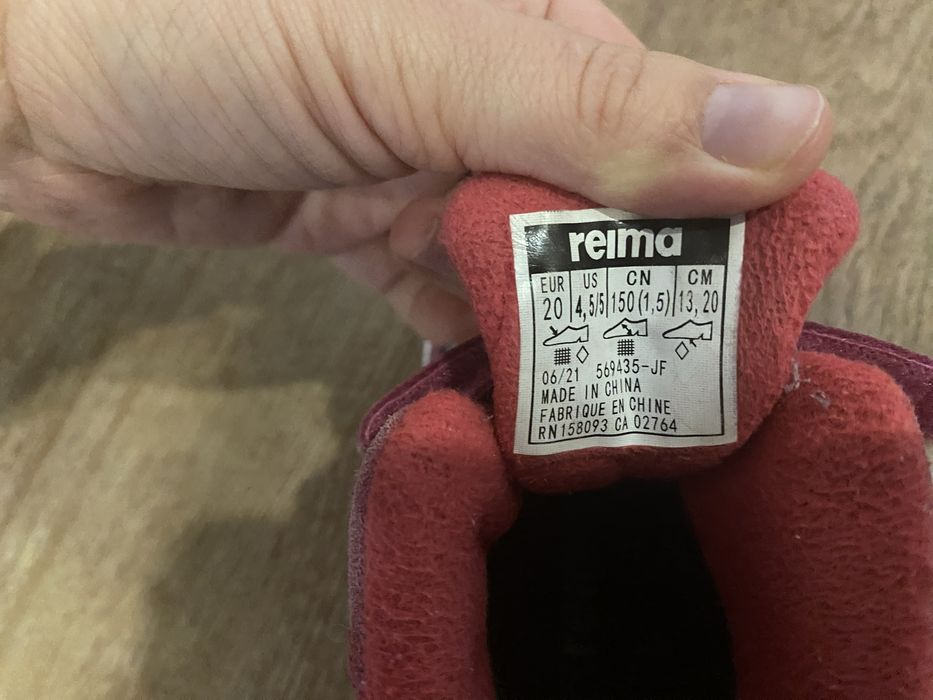 reima
EUR US CN CM
20 4,5/5 150(1,5) 13,20
06/21 569435-JF
MADE IN CHINA
FABRIQUE EN CHINE
RN158093 CA 02764